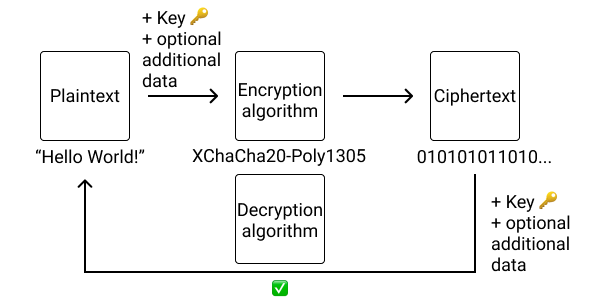 + Key 🔑
+ optional
additional
data
Plaintext
Encryption
algorithm
Ciphertext
“Hello World!”
XChaCha20-Poly1305
010101011010...
Decryption
algorithm
+ Key 🔑
+ optional
additional
data